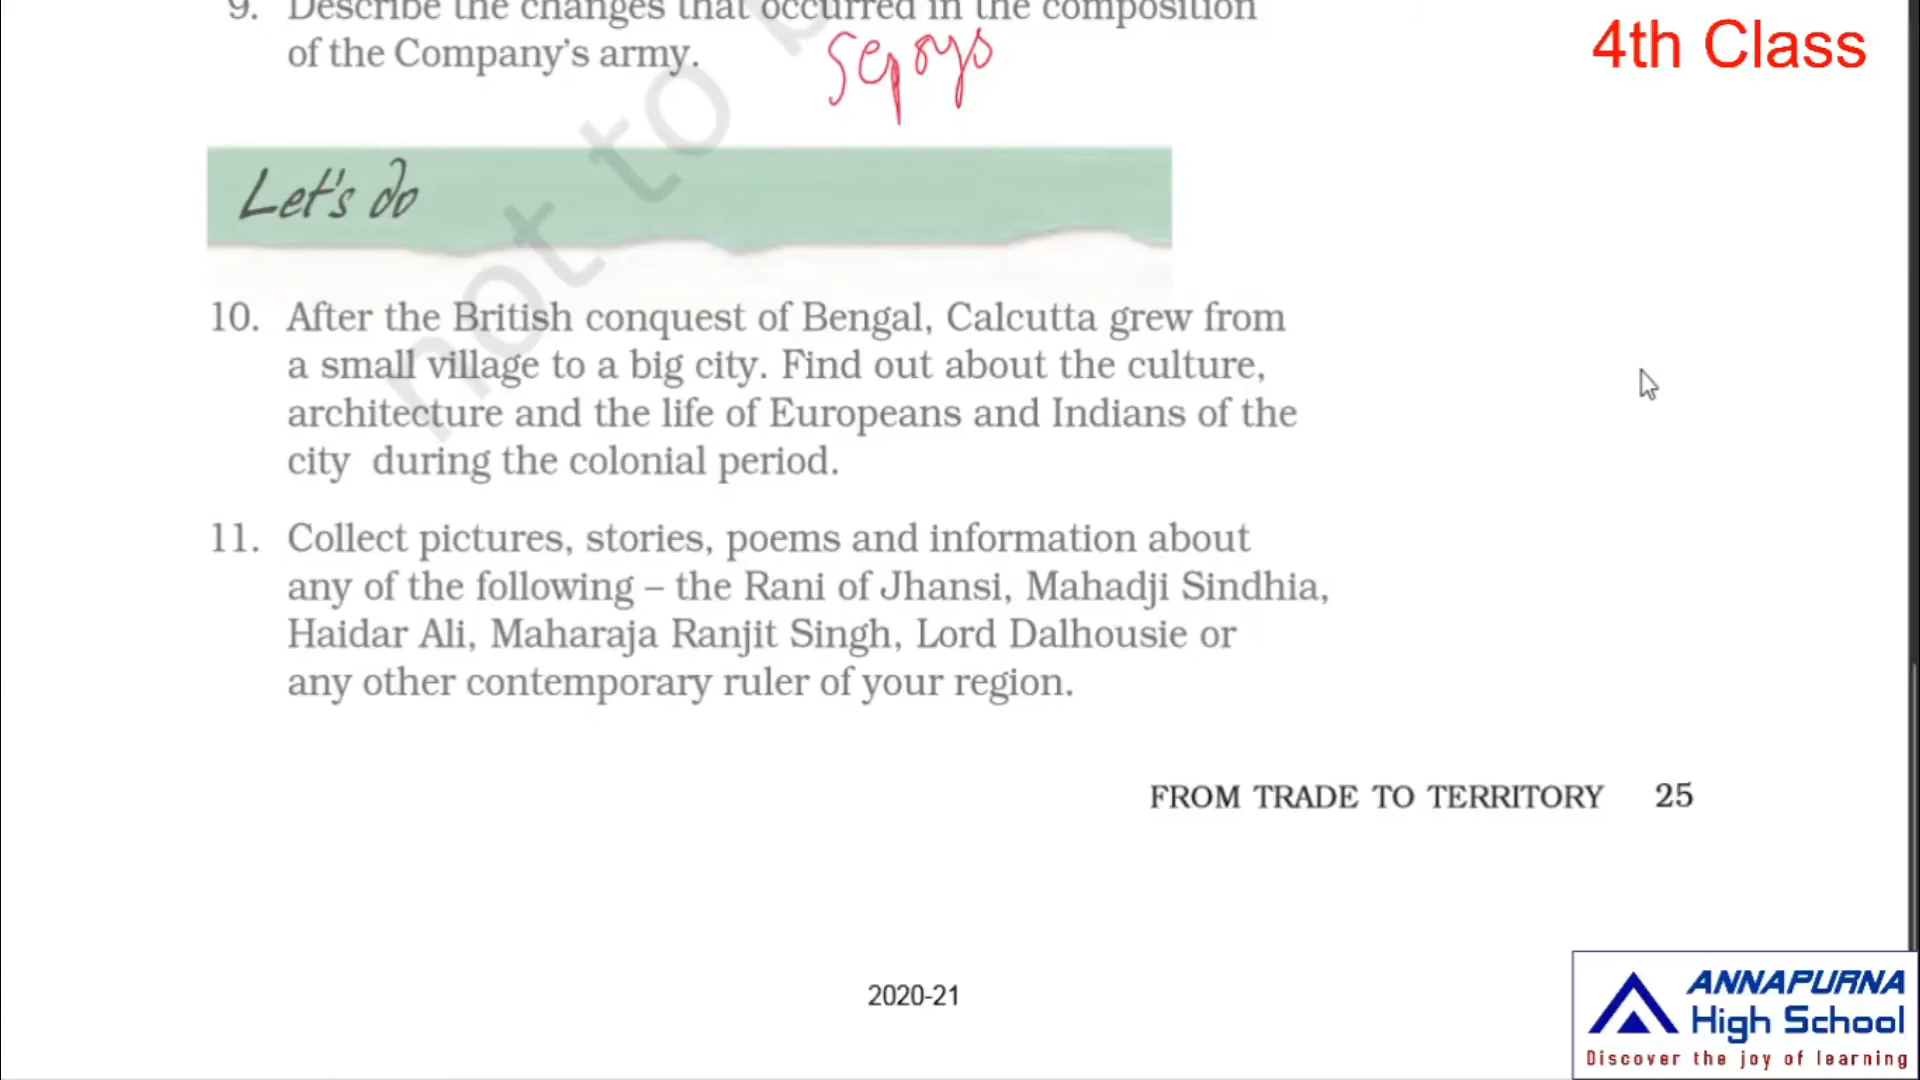 9. Describe the changes that occurred in the composition
of the Company's army.
sepoys
4th Class
not to b
Let's do
10. After the British conquest of Bengal, Calcutta grew from
a small village to a big city. Find out about the culture,
architecture and the life of Europeans and Indians of the
city during the colonial period.
11. Collect pictures, stories, poems and information about
any of the following – the Rani of Jhansi, Mahadji Sindhia,
Haidar Ali, Maharaja Ranjit Singh, Lord Dalhousie or
any other contemporary ruler of your region.
FROM TRADE TO TERRITORY 25
2020-21
ANNAPURNA
High School
Discover the joy of learning